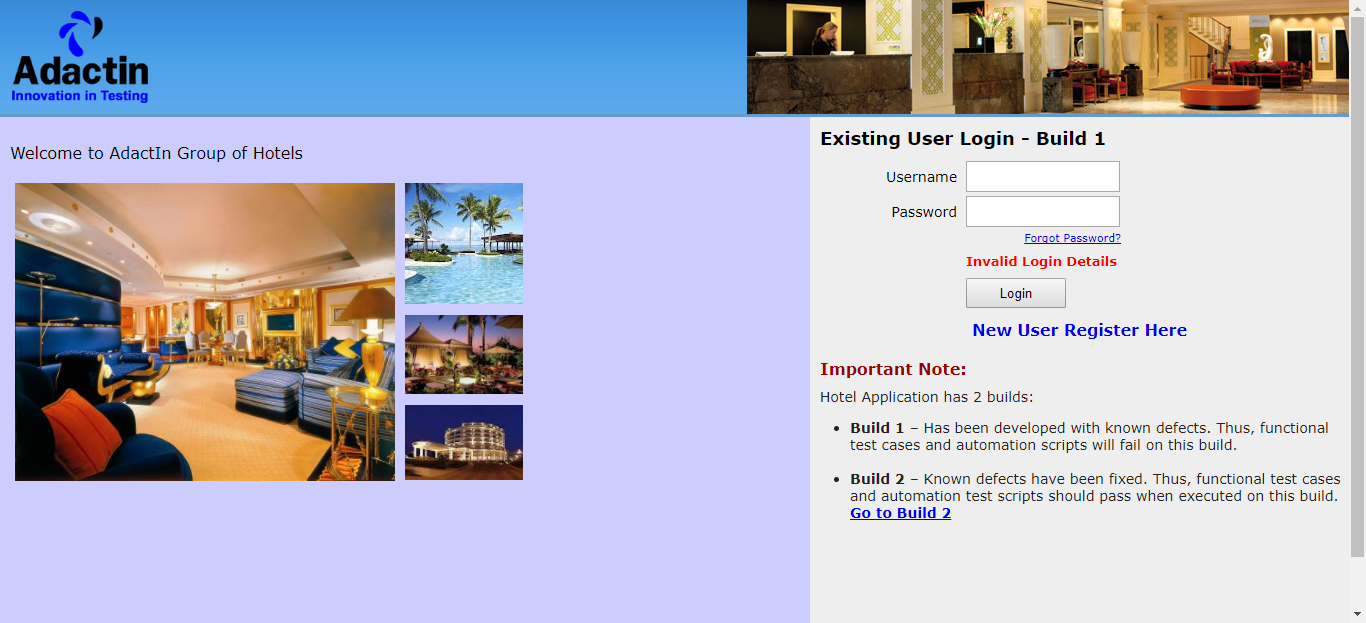 Adactin
Innovation in Testing
Welcome to AdactIn Group of Hotels
Existing User Login - Build 1
Username
Password
Forgot Password?
Invalid Login Details
Login
New User Register Here
Important Note:
Hotel Application has 2 builds:
• Build 1 – Has been developed with known defects. Thus, functional
test cases and automation scripts will fail on this build.
• Build 2 – Known defects have been fixed. Thus, functional test cases
and automation test scripts should pass when executed on this build.
Go to Build 2